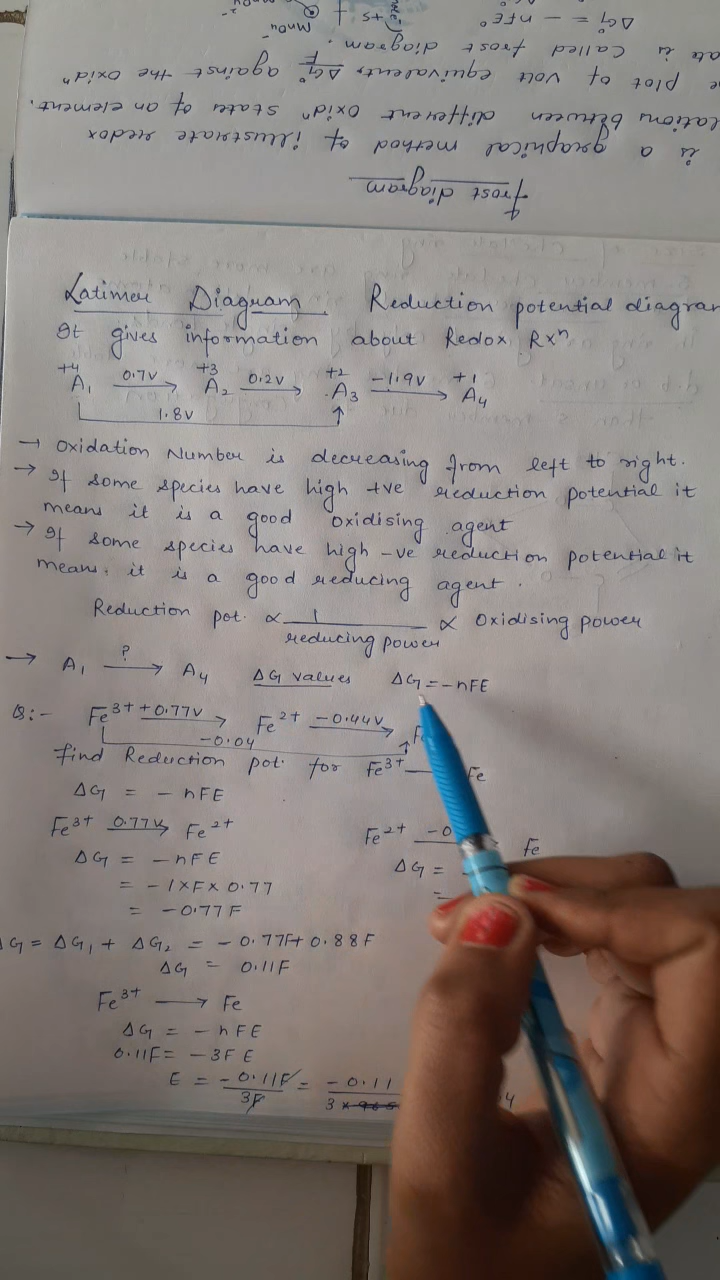 Frost diagram
is a graphical method of illustrate redox
lations between different Oxidⁿ states of an element.
plot of volt equivalents ΔG°/F against the Oxidⁿ
ate is called frost diagram.
ΔG° = - nFE°
MnO₄⁻
Latimer Diagram. Reduction potential diagram
It gives information about Redox Rxⁿ
+4 +3 +2 +1
A₁ 0.7V→ A₂ 0.2V→ A₃ -1.9V→ A₄
1.8V
→ Oxidation Number is decreasing from left to right.
→ If some species have high +ve reduction potential it
means it is a good oxidising agent
→ If some species have high -ve reduction potential it
means. it is a good reducing agent.
Reduction pot. ∝ 1/reducing power ∝ Oxidising power
→ A₁ ?→ A₄ ΔG values ΔG = -nFE
Q:- Fe³⁺ +0.77V→ Fe²⁺ -0.44V→
-0.04
find Reduction pot. for Fe³⁺ — Fe
ΔG = - nFE
Fe³⁺ 0.77V→ Fe²⁺ Fe²⁺ -0 Fe
ΔG = -nFE ΔG =
= -1×F×0.77 =
= -0.77F
G = ΔG₁ + ΔG₂ = -0.77F+0.88F
ΔG = 0.11F
Fe³⁺ → Fe
ΔG = -nFE
0.11F = -3FE
E = -0.11F/3F = -0.11/3